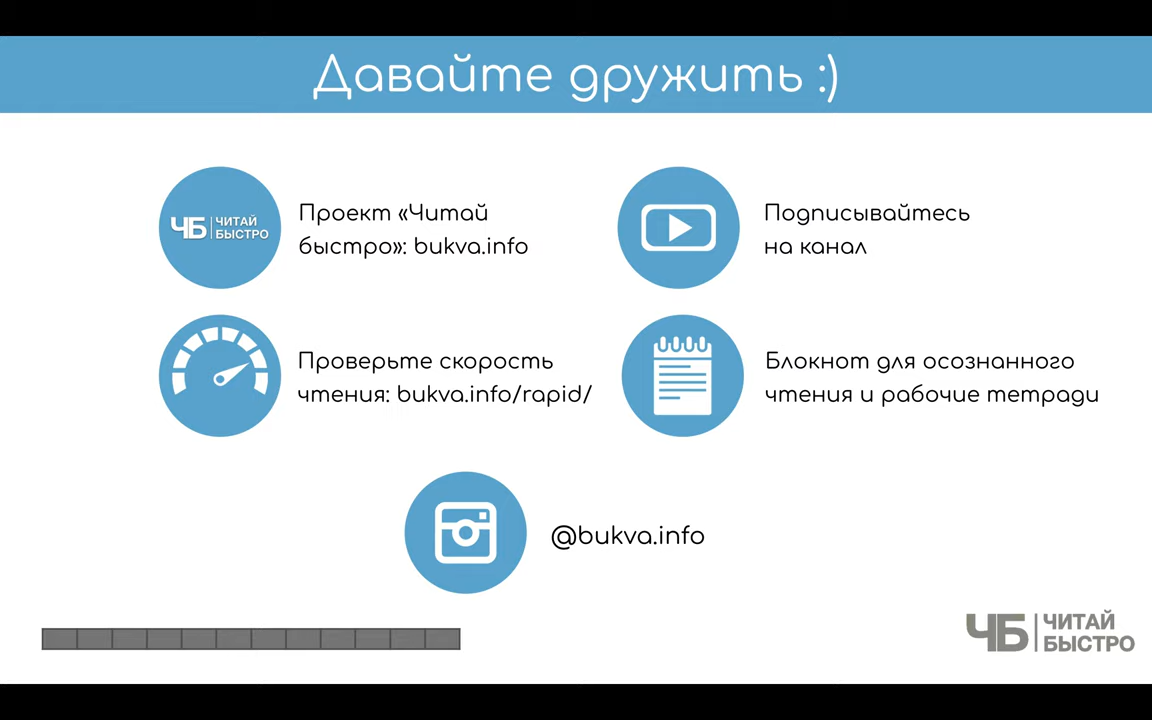 Давайте дружить :)
ЧБ ЧИТАЙ
БЫСТРО
Проект «Читай
быстро»: bukva.info
Подписывайтесь
на канал
Проверьте скорость
чтения: bukva.info/rapid/
Блокнот для осознанного
чтения и рабочие тетради
@bukva.info
ЧБ ЧИТАЙ
БЫСТРО